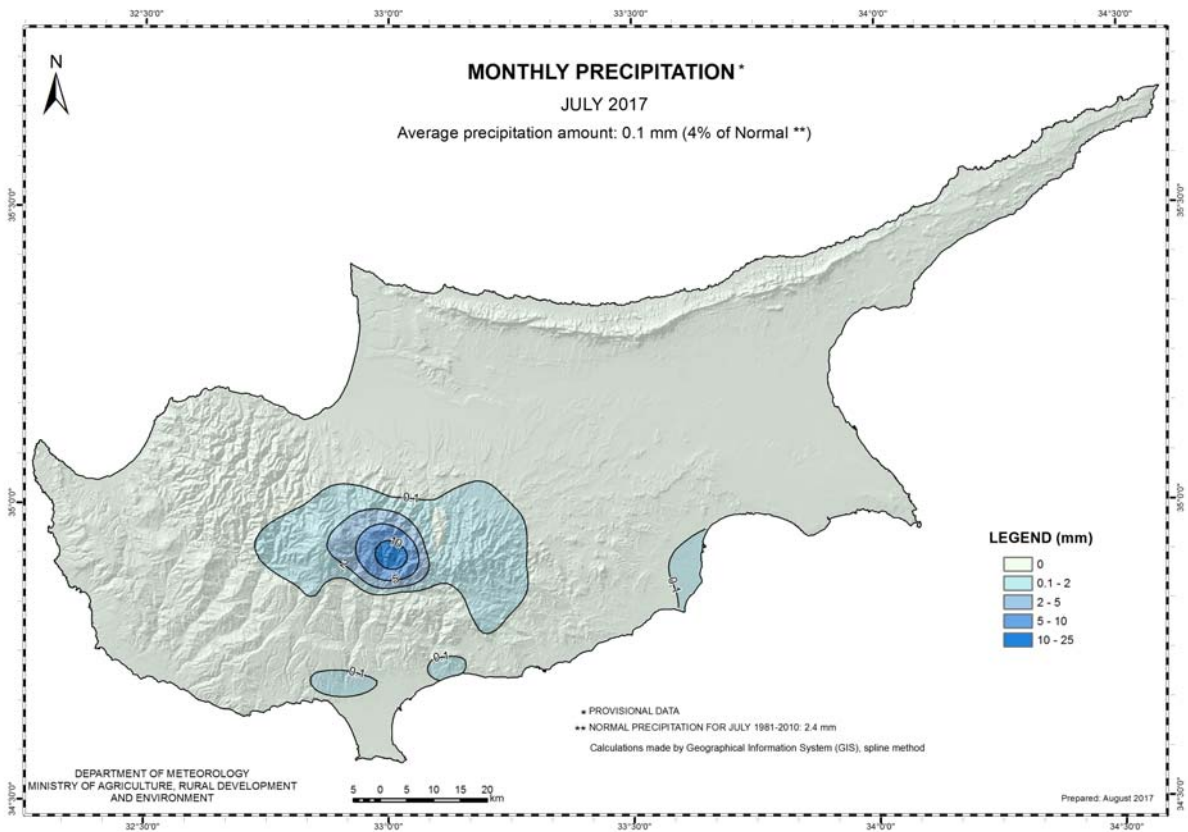 32°30'0" 33°0'0" 33°30'0" 34°0'0" 34°30'0"
N
MONTHLY PRECIPITATION *
JULY 2017
Average precipitation amount: 0.1 mm (4% of Normal **)
35°30'0" 35°30'0"
35°0'0" 35°0'0"
0.1
10
2
5
0.1
0.1
0.1
LEGEND (mm)
0
0.1 - 2
2 - 5
5 - 10
10 - 25
* PROVISIONAL DATA
** NORMAL PRECIPITATION FOR JULY 1981-2010: 2.4 mm
Calculations made by Geographical Information System (GIS), spline method
DEPARTMENT OF METEOROLOGY
MINISTRY OF AGRICULTURE, RURAL DEVELOPMENT
AND ENVIRONMENT
5 0 5 10 15 20
km
Prepared: August 2017
34°30'0" 34°30'0"
32°30'0" 33°0'0" 33°30'0" 34°0'0" 34°30'0"